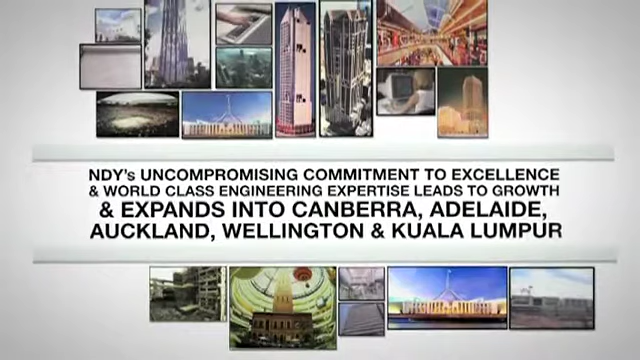 NDY's UNCOMPROMISING COMMITMENT TO EXCELLENCE
& WORLD CLASS ENGINEERING EXPERTISE LEADS TO GROWTH
& EXPANDS INTO CANBERRA, ADELAIDE,
AUCKLAND, WELLINGTON & KUALA LUMPUR